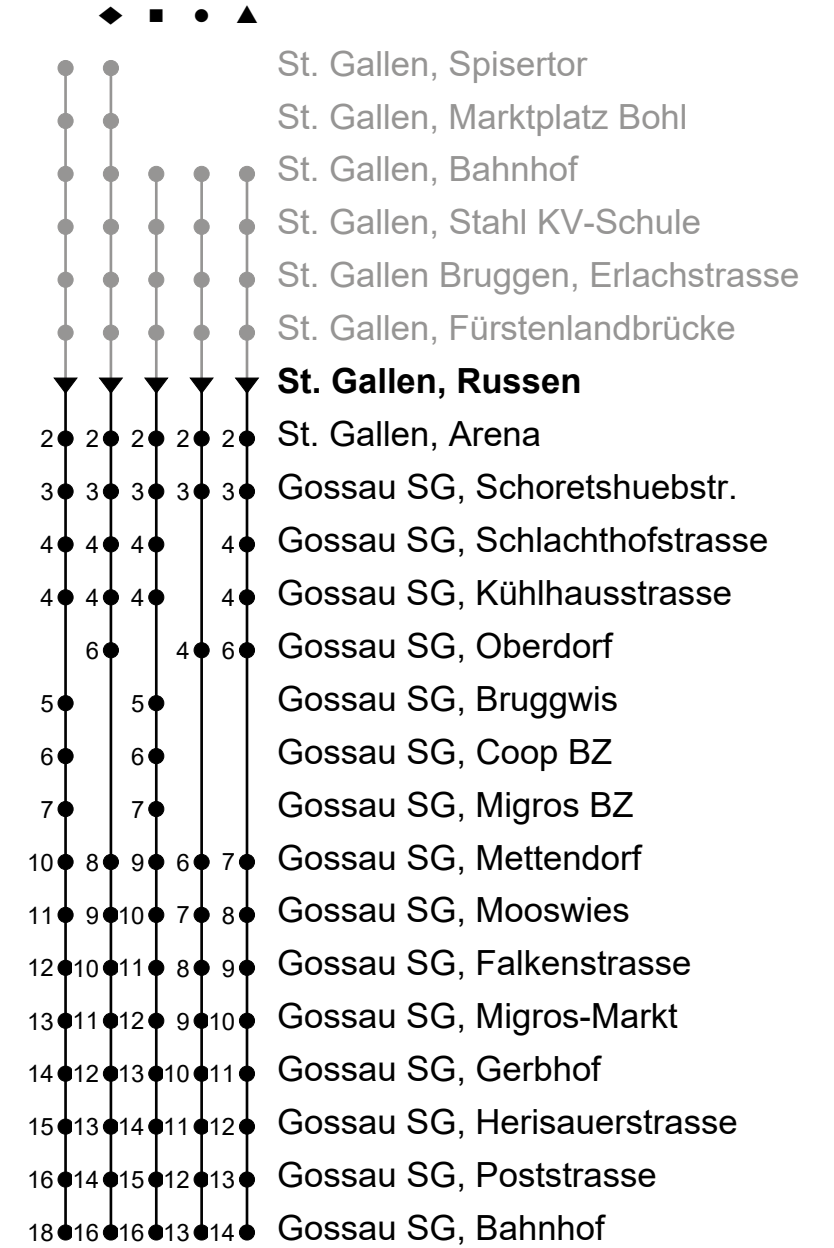 St. Gallen, Spisertor
St. Gallen, Marktplatz Bohl
St. Gallen, Bahnhof
St. Gallen, Stahl KV-Schule
St. Gallen Bruggen, Erlachstrasse
St. Gallen, Fürstenlandbrücke
St. Gallen, Russen
2 2 2 2 2 St. Gallen, Arena
3 3 3 3 3 Gossau SG, Schoretshuebstr.
4 4 4 4 Gossau SG, Schlachthofstrasse
4 4 4 4 Gossau SG, Kühlhausstrasse
6 4 6 Gossau SG, Oberdorf
5 5 Gossau SG, Bruggwis
6 6 Gossau SG, Coop BZ
7 7 Gossau SG, Migros BZ
10 8 9 6 7 Gossau SG, Mettendorf
11 9 10 7 8 Gossau SG, Mooswies
12 10 11 8 9 Gossau SG, Falkenstrasse
13 11 12 9 10 Gossau SG, Migros-Markt
14 12 13 10 11 Gossau SG, Gerbhof
15 13 14 11 12 Gossau SG, Herisauerstrasse
16 14 15 12 13 Gossau SG, Poststrasse
18 16 16 13 14 Gossau SG, Bahnhof